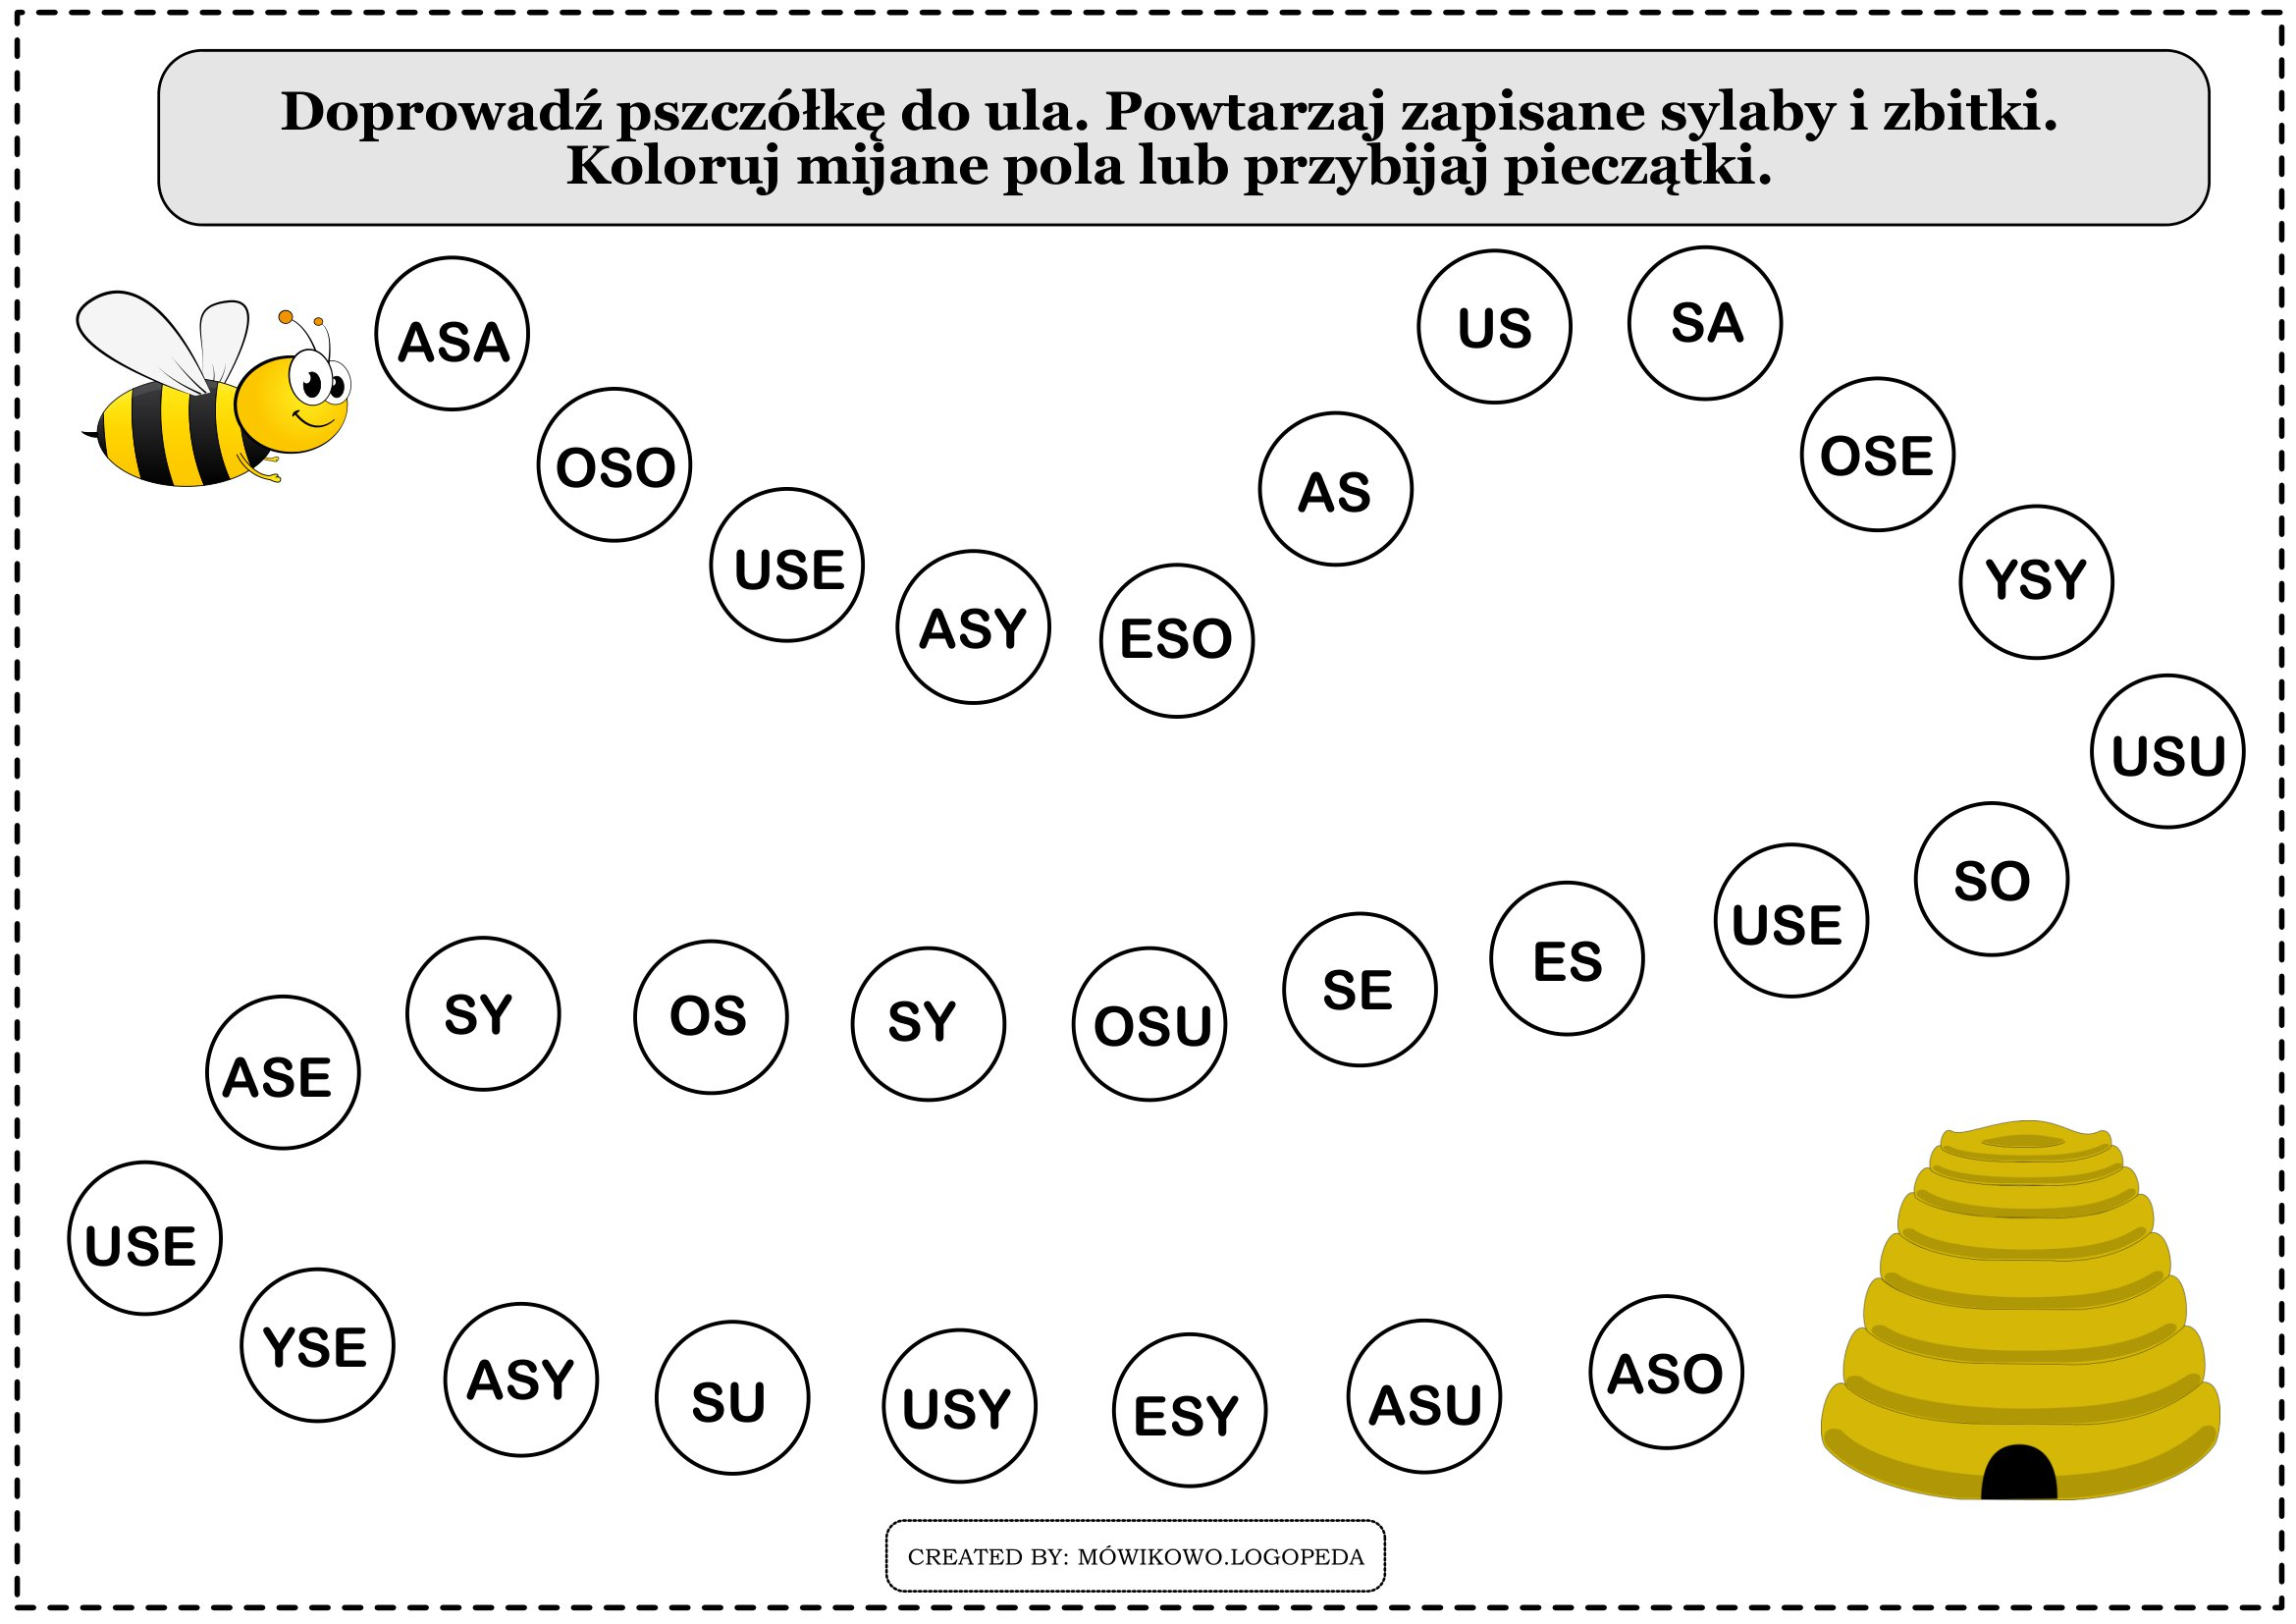 Doprowadź pszczółkę do ula. Powtarzaj zapisane sylaby i zbitki.
Koloruj mijane pola lub przybijaj pieczątki.
ASA
OSO
USE
ASY
ESO
AS
US
SA
OSE
YSY
USU
SO
USE
ES
SE
OSU
SY
OS
SY
ASE
USE
YSE
ASY
SU
USY
ESY
ASU
ASO
CREATED BY: MÓWIKOWO.LOGOPEDA